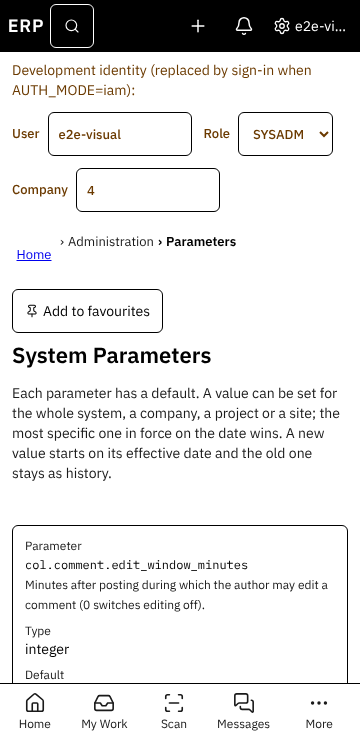 ERP
e2e-vi...
Development identity (replaced by sign-in when
AUTH_MODE=iam):
User
e2e-visual
Role
SYSADM
Company
4
Home
› Administration › Parameters
Add to favourites
System Parameters
Each parameter has a default. A value can be set for
the whole system, a company, a project or a site; the
most specific one in force on the date wins. A new
value starts on its effective date and the old one
stays as history.
Parameter
col.comment.edit_window_minutes
Minutes after posting during which the author may edit a
comment (0 switches editing off).
Type
integer
Default
Home
My Work
Scan
Messages
More